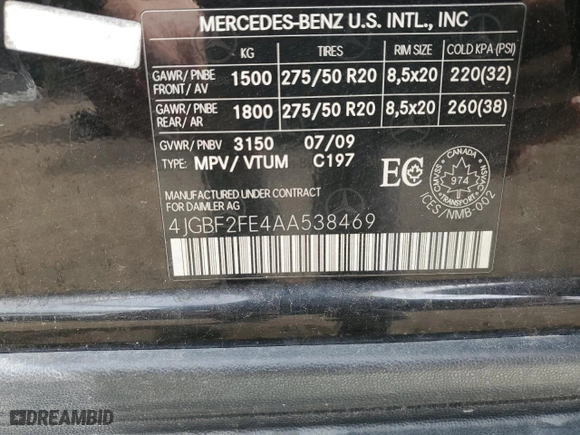 MERCEDES-BENZ U.S. INTL., INC
KG TIRES RIM SIZE COLD KPA (PSI)
GAWR/PNBE FRONT/AV 1500 275/50 R20 8,5x20 220(32)
GAWR/PNBE REAR/AR 1800 275/50 R20 8,5x20 260(38)
GVWR/PNBV 3150 07/09
TYPE: MPV/VTUM C197
EC
CANADA
974
NSVAC
SSVNSC
ICES/NMB-002
MANUFACTURED UNDER CONTRACT
FOR DAIMLER AG
4JGBF2FE4AA538469
DREAMBID